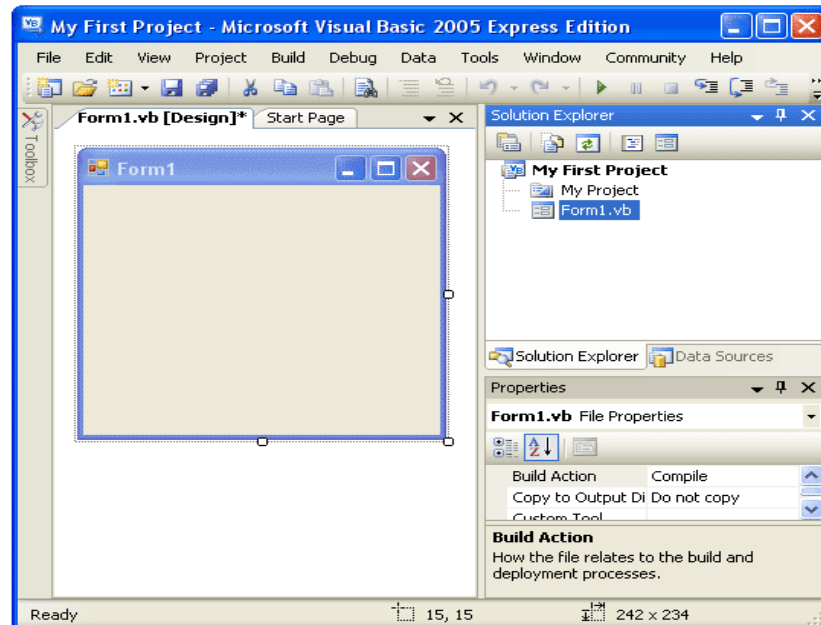 My First Project - Microsoft Visual Basic 2005 Express Edition
File Edit View Project Build Debug Data Tools Window Community Help
Toolbox
Form1.vb [Design]* Start Page
Form1
Solution Explorer
My First Project
My Project
Form1.vb
Solution Explorer Data Sources
Properties
Form1.vb File Properties
Build Action Compile
Copy to Output Di Do not copy
Custom Tool
Build Action
How the file relates to the build and
deployment processes.
Ready 15, 15 242 x 234